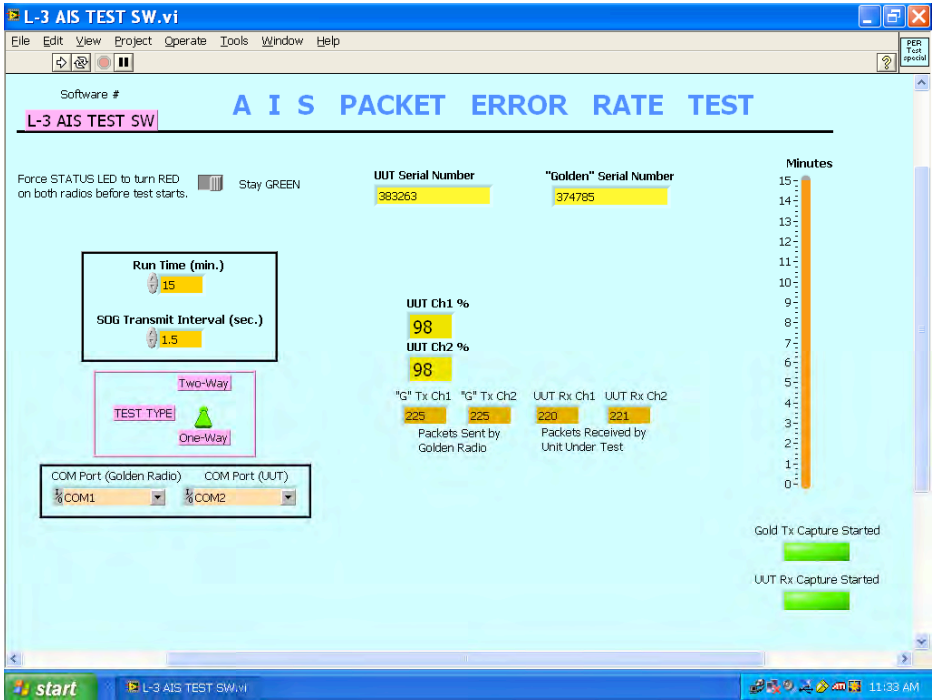 L-3 AIS TEST SW.vi
File Edit View Project Operate Tools Window Help
PER
Test
special
Software #
L-3 AIS TEST SW
A I S PACKET ERROR RATE TEST
Force STATUS LED to turn RED
on both radios before test starts.
Stay GREEN
UUT Serial Number
383263
"Golden" Serial Number
374785
Minutes
15
14
13
12
11
10
9
8
7
6
5
4
3
2
1
0
Run Time (min.)
15
SOG Transmit Interval (sec.)
1.5
UUT Ch1 %
98
UUT Ch2 %
98
Two-Way
TEST TYPE
One-Way
"G" Tx Ch1 "G" Tx Ch2 UUT Rx Ch1 UUT Rx Ch2
225 225 220 221
Packets Sent by
Golden Radio
Packets Received by
Unit Under Test
COM Port (Golden Radio) COM Port (UUT)
COM1 COM2
Gold Tx Capture Started
UUT Rx Capture Started
start L-3 AIS TEST SW.vi 11:33 AM